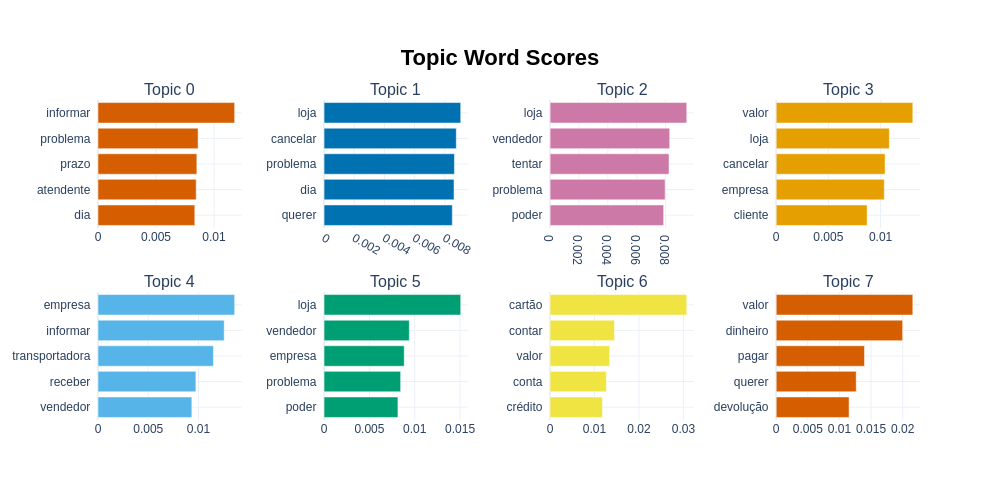 Topic Word Scores
Topic 0
informar
problema
prazo
atendente
dia
0 0.005 0.01
Topic 1
loja
cancelar
problema
dia
querer
0 0.002 0.004 0.006 0.008
Topic 2
loja
vendedor
tentar
problema
poder
0 0.002 0.004 0.006 0.008
Topic 3
valor
loja
cancelar
empresa
cliente
0 0.005 0.01
Topic 4
empresa
informar
transportadora
receber
vendedor
0 0.005 0.01
Topic 5
loja
vendedor
empresa
problema
poder
0 0.005 0.01 0.015
Topic 6
cartão
contar
valor
conta
crédito
0 0.01 0.02 0.03
Topic 7
valor
dinheiro
pagar
querer
devolução
0 0.005 0.01 0.015 0.02